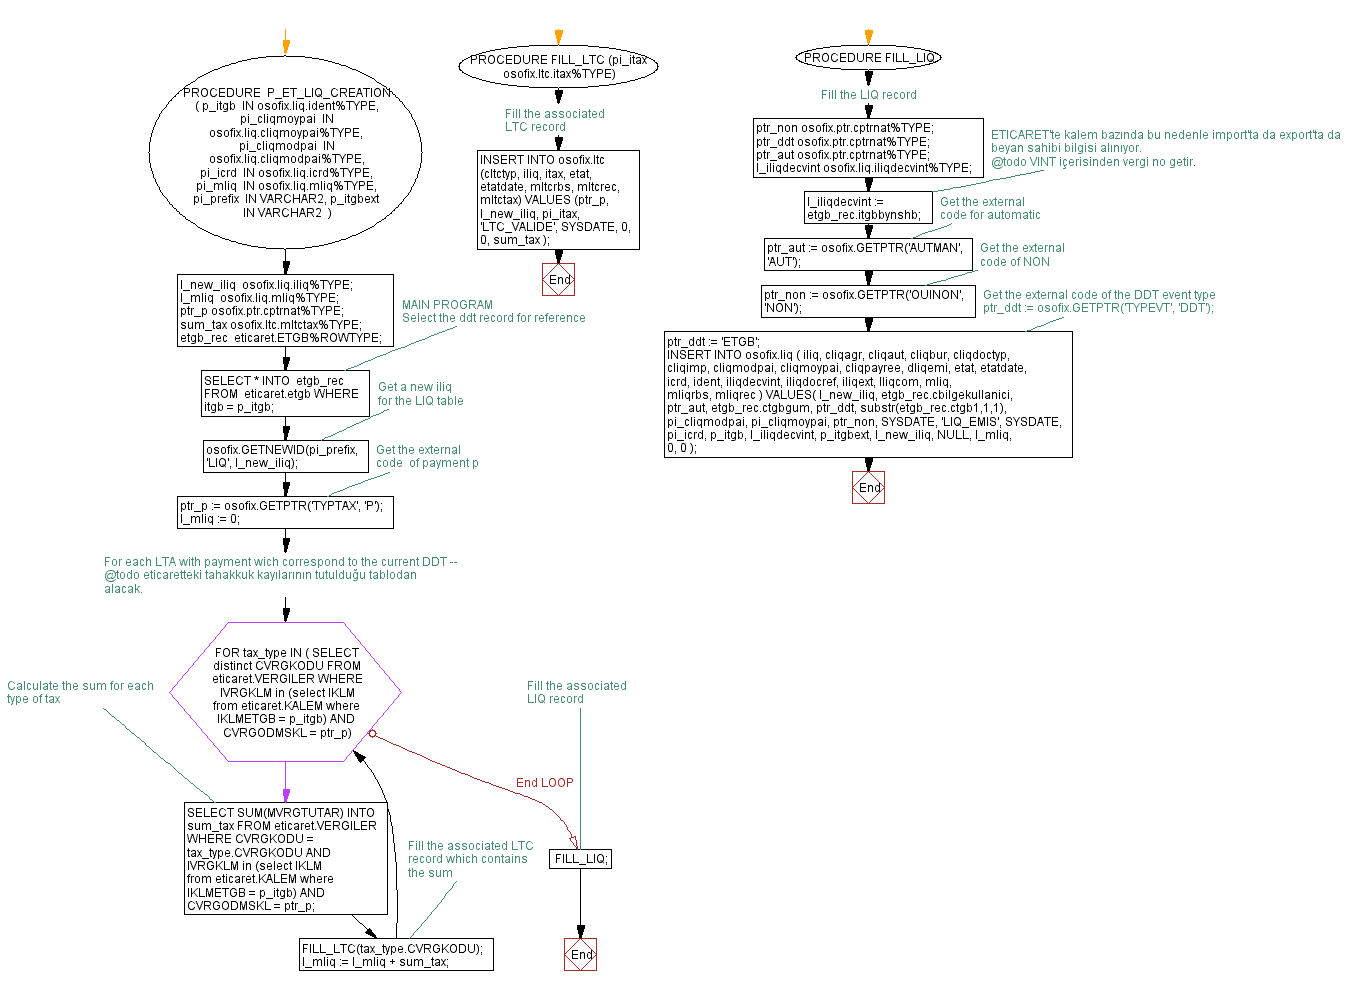 PROCEDURE  P_ET_LIQ_CREATION
( p_itgb  IN osofix.liq.ident%TYPE,
pi_cliqmoypai  IN
osofix.liq.cliqmoypai%TYPE,
pi_cliqmodpai  IN
osofix.liq.cliqmodpai%TYPE,
pi_icrd  IN osofix.liq.icrd%TYPE,
pi_mliq  IN osofix.liq.mliq%TYPE,
pi_prefix  IN VARCHAR2, p_itgbext
IN VARCHAR2  )
l_new_iliq  osofix.liq.iliq%TYPE;
l_mliq  osofix.liq.mliq%TYPE;
ptr_p osofix.ptr.cptrnat%TYPE;
sum_tax osofix.ltc.mltctax%TYPE;
etgb_rec  eticaret.ETGB%ROWTYPE;
MAIN PROGRAM
Select the ddt record for reference
SELECT * INTO  etgb_rec
FROM  eticaret.etgb WHERE
itgb = p_itgb;
Get a new iliq
for the LIQ table
osofix.GETNEWID(pi_prefix,
'LIQ', l_new_iliq);
Get the external
code  of payment p
ptr_p := osofix.GETPTR('TYPTAX', 'P');
l_mliq := 0;
For each LTA with payment wich correspond to the current DDT --
@todo eticaretteki tahakkuk kayılarının tutulduğu tablodan
alacak.
FOR tax_type IN ( SELECT
distinct CVRGKODU FROM
eticaret.VERGILER WHERE
IVRGKLM in (select IKLM
from eticaret.KALEM where
IKLMETGB = p_itgb) AND
CVRGODMSKL = ptr_p)
Calculate the sum for each
type of tax
SELECT SUM(MVRGTUTAR) INTO
sum_tax FROM eticaret.VERGILER
WHERE CVRGKODU =
tax_type.CVRGKODU AND
IVRGKLM in (select IKLM
from eticaret.KALEM where
IKLMETGB = p_itgb) AND
CVRGODMSKL = ptr_p;
Fill the associated LTC
record which contains
the sum
FILL_LTC(tax_type.CVRGKODU);
l_mliq := l_mliq + sum_tax;
End LOOP
Fill the associated
LIQ record
FILL_LIQ;
End
PROCEDURE FILL_LTC (pi_itax
osofix.ltc.itax%TYPE)
Fill the associated
LTC record
INSERT INTO osofix.ltc
(cltctyp, iliq, itax, etat,
etatdate, mltcrbs, mltcrec,
mltctax) VALUES (ptr_p,
l_new_iliq, pi_itax,
'LTC_VALIDE', SYSDATE, 0,
0, sum_tax );
End
PROCEDURE FILL_LIQ
Fill the LIQ record
ptr_non osofix.ptr.cptrnat%TYPE;
ptr_ddt osofix.ptr.cptrnat%TYPE;
ptr_aut osofix.ptr.cptrnat%TYPE;
l_iliqdecvint osofix.liq.iliqdecvint%TYPE;
ETICARET'te kalem bazında bu nedenle import'ta da export'ta da
beyan sahibi bilgisi alınıyor.
@todo VINT içerisinden vergi no getir.
l_iliqdecvint :=
etgb_rec.itgbbynshb;
Get the external
code for automatic
ptr_aut := osofix.GETPTR('AUTMAN',
'AUT');
Get the external
code of NON
ptr_non := osofix.GETPTR('OUINON',
'NON');
Get the external code of the DDT event type
ptr_ddt := osofix.GETPTR('TYPEVT', 'DDT');
ptr_ddt := 'ETGB';
INSERT INTO osofix.liq ( iliq, cliqagr, cliqaut, cliqbur, cliqdoctyp,
cliqimp, cliqmodpai, cliqmoypai, cliqpayree, dliqemi, etat, etatdate,
icrd, ident, iliqdecvint, iliqdocref, iliqext, lliqcom, mliq,
mliqrbs, mliqrec ) VALUES( l_new_iliq, etgb_rec.cbilgekullanici,
ptr_aut, etgb_rec.ctgbgum, ptr_ddt, substr(etgb_rec.ctgb1,1,1),
pi_cliqmodpai, pi_cliqmoypai, ptr_non, SYSDATE, 'LIQ_EMIS', SYSDATE,
pi_icrd, p_itgb, l_iliqdecvint, p_itgbext, l_new_iliq, NULL, l_mliq,
0, 0 );
End